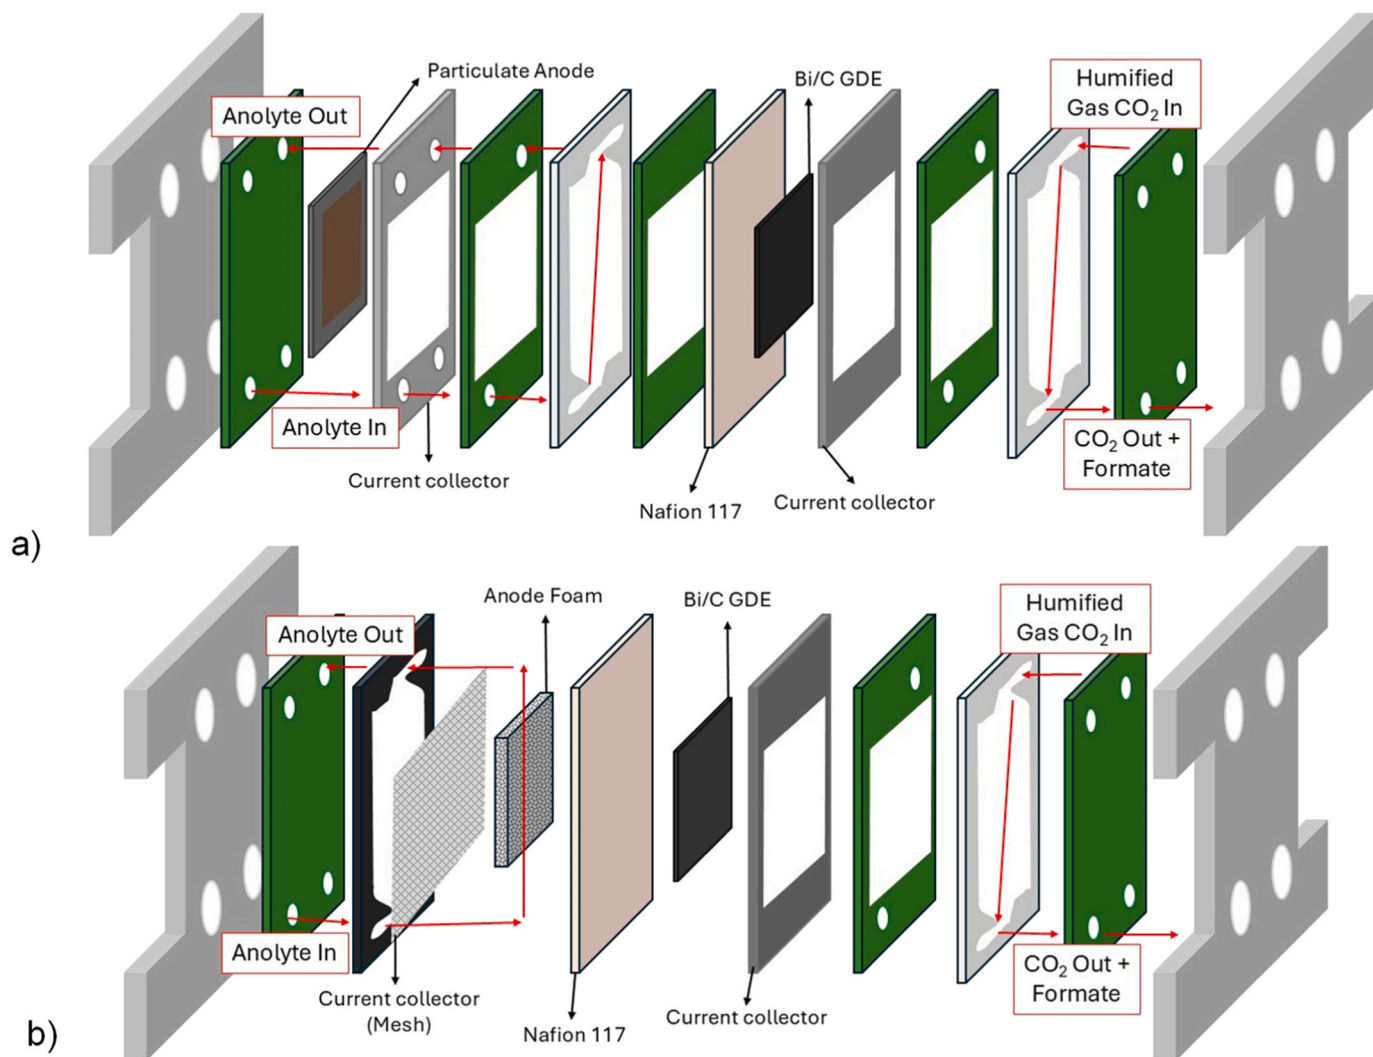 Particulate Anode
Bi/C GDE
Humified
Gas CO₂ In
Anolyte Out
Anolyte In
Current collector
Nafion 117
Current collector
CO₂ Out +
Formate
a)
Anode Foam
Bi/C GDE
Humified
Gas CO₂ In
Anolyte Out
Anolyte In
Current collector
(Mesh)
Nafion 117
Current collector
CO₂ Out +
Formate
b)